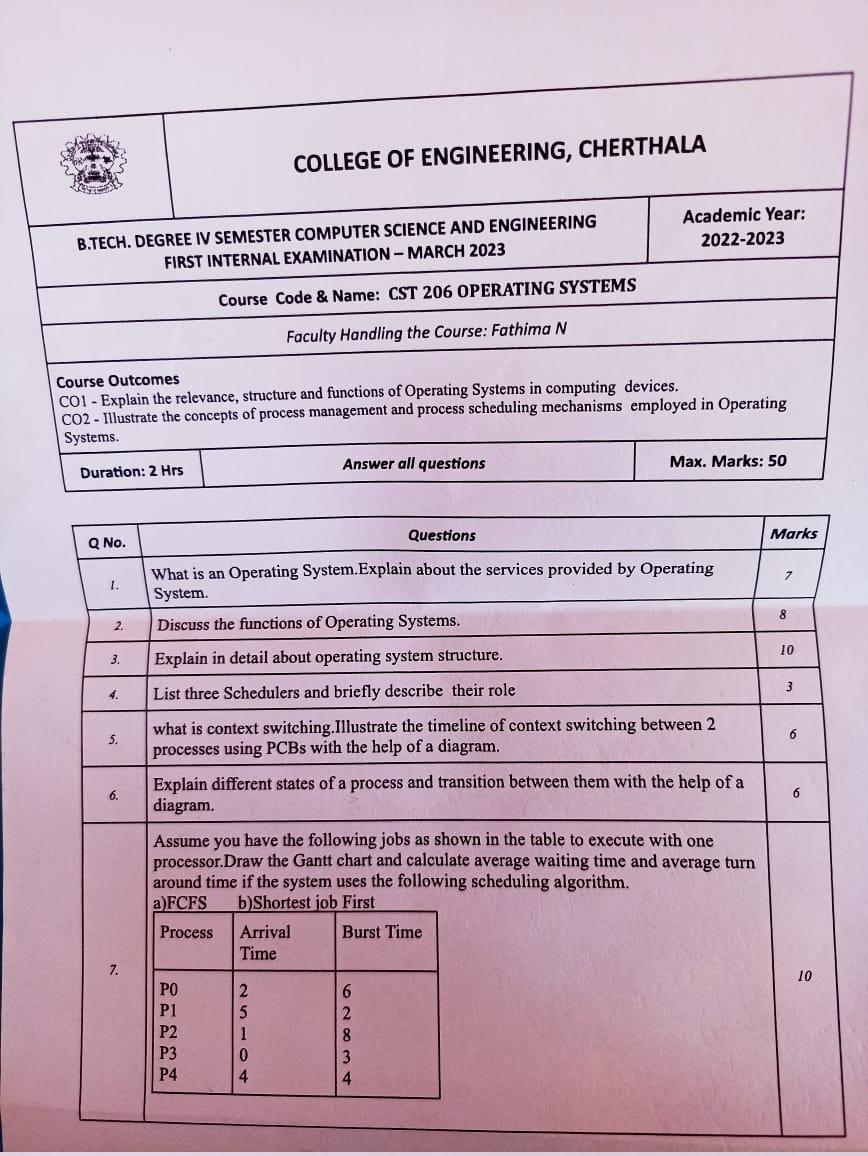 COLLEGE OF ENGINEERING, CHERTHALA
B.TECH. DEGREE IV SEMESTER COMPUTER SCIENCE AND ENGINEERING
FIRST INTERNAL EXAMINATION – MARCH 2023
Academic Year:
2022-2023
Course Code & Name: CST 206 OPERATING SYSTEMS
Faculty Handling the Course: Fathima N
Course Outcomes
CO1 - Explain the relevance, structure and functions of Operating Systems in computing devices.
CO2 - Illustrate the concepts of process management and process scheduling mechanisms employed in Operating
Systems.
Duration: 2 Hrs Answer all questions Max. Marks: 50
Q No. Questions Marks
1. What is an Operating System.Explain about the services provided by Operating
System. 7
2. Discuss the functions of Operating Systems. 8
3. Explain in detail about operating system structure. 10
4. List three Schedulers and briefly describe their role 3
5. what is context switching.Illustrate the timeline of context switching between 2
processes using PCBs with the help of a diagram. 6
6. Explain different states of a process and transition between them with the help of a
diagram. 6
7. Assume you have the following jobs as shown in the table to execute with one
processor.Draw the Gantt chart and calculate average waiting time and average turn
around time if the system uses the following scheduling algorithm.
a)FCFS b)Shortest job First
Process Arrival Burst Time
Time
P0 2 6
P1 5 2
P2 1 8
P3 0 3
P4 4 4
10